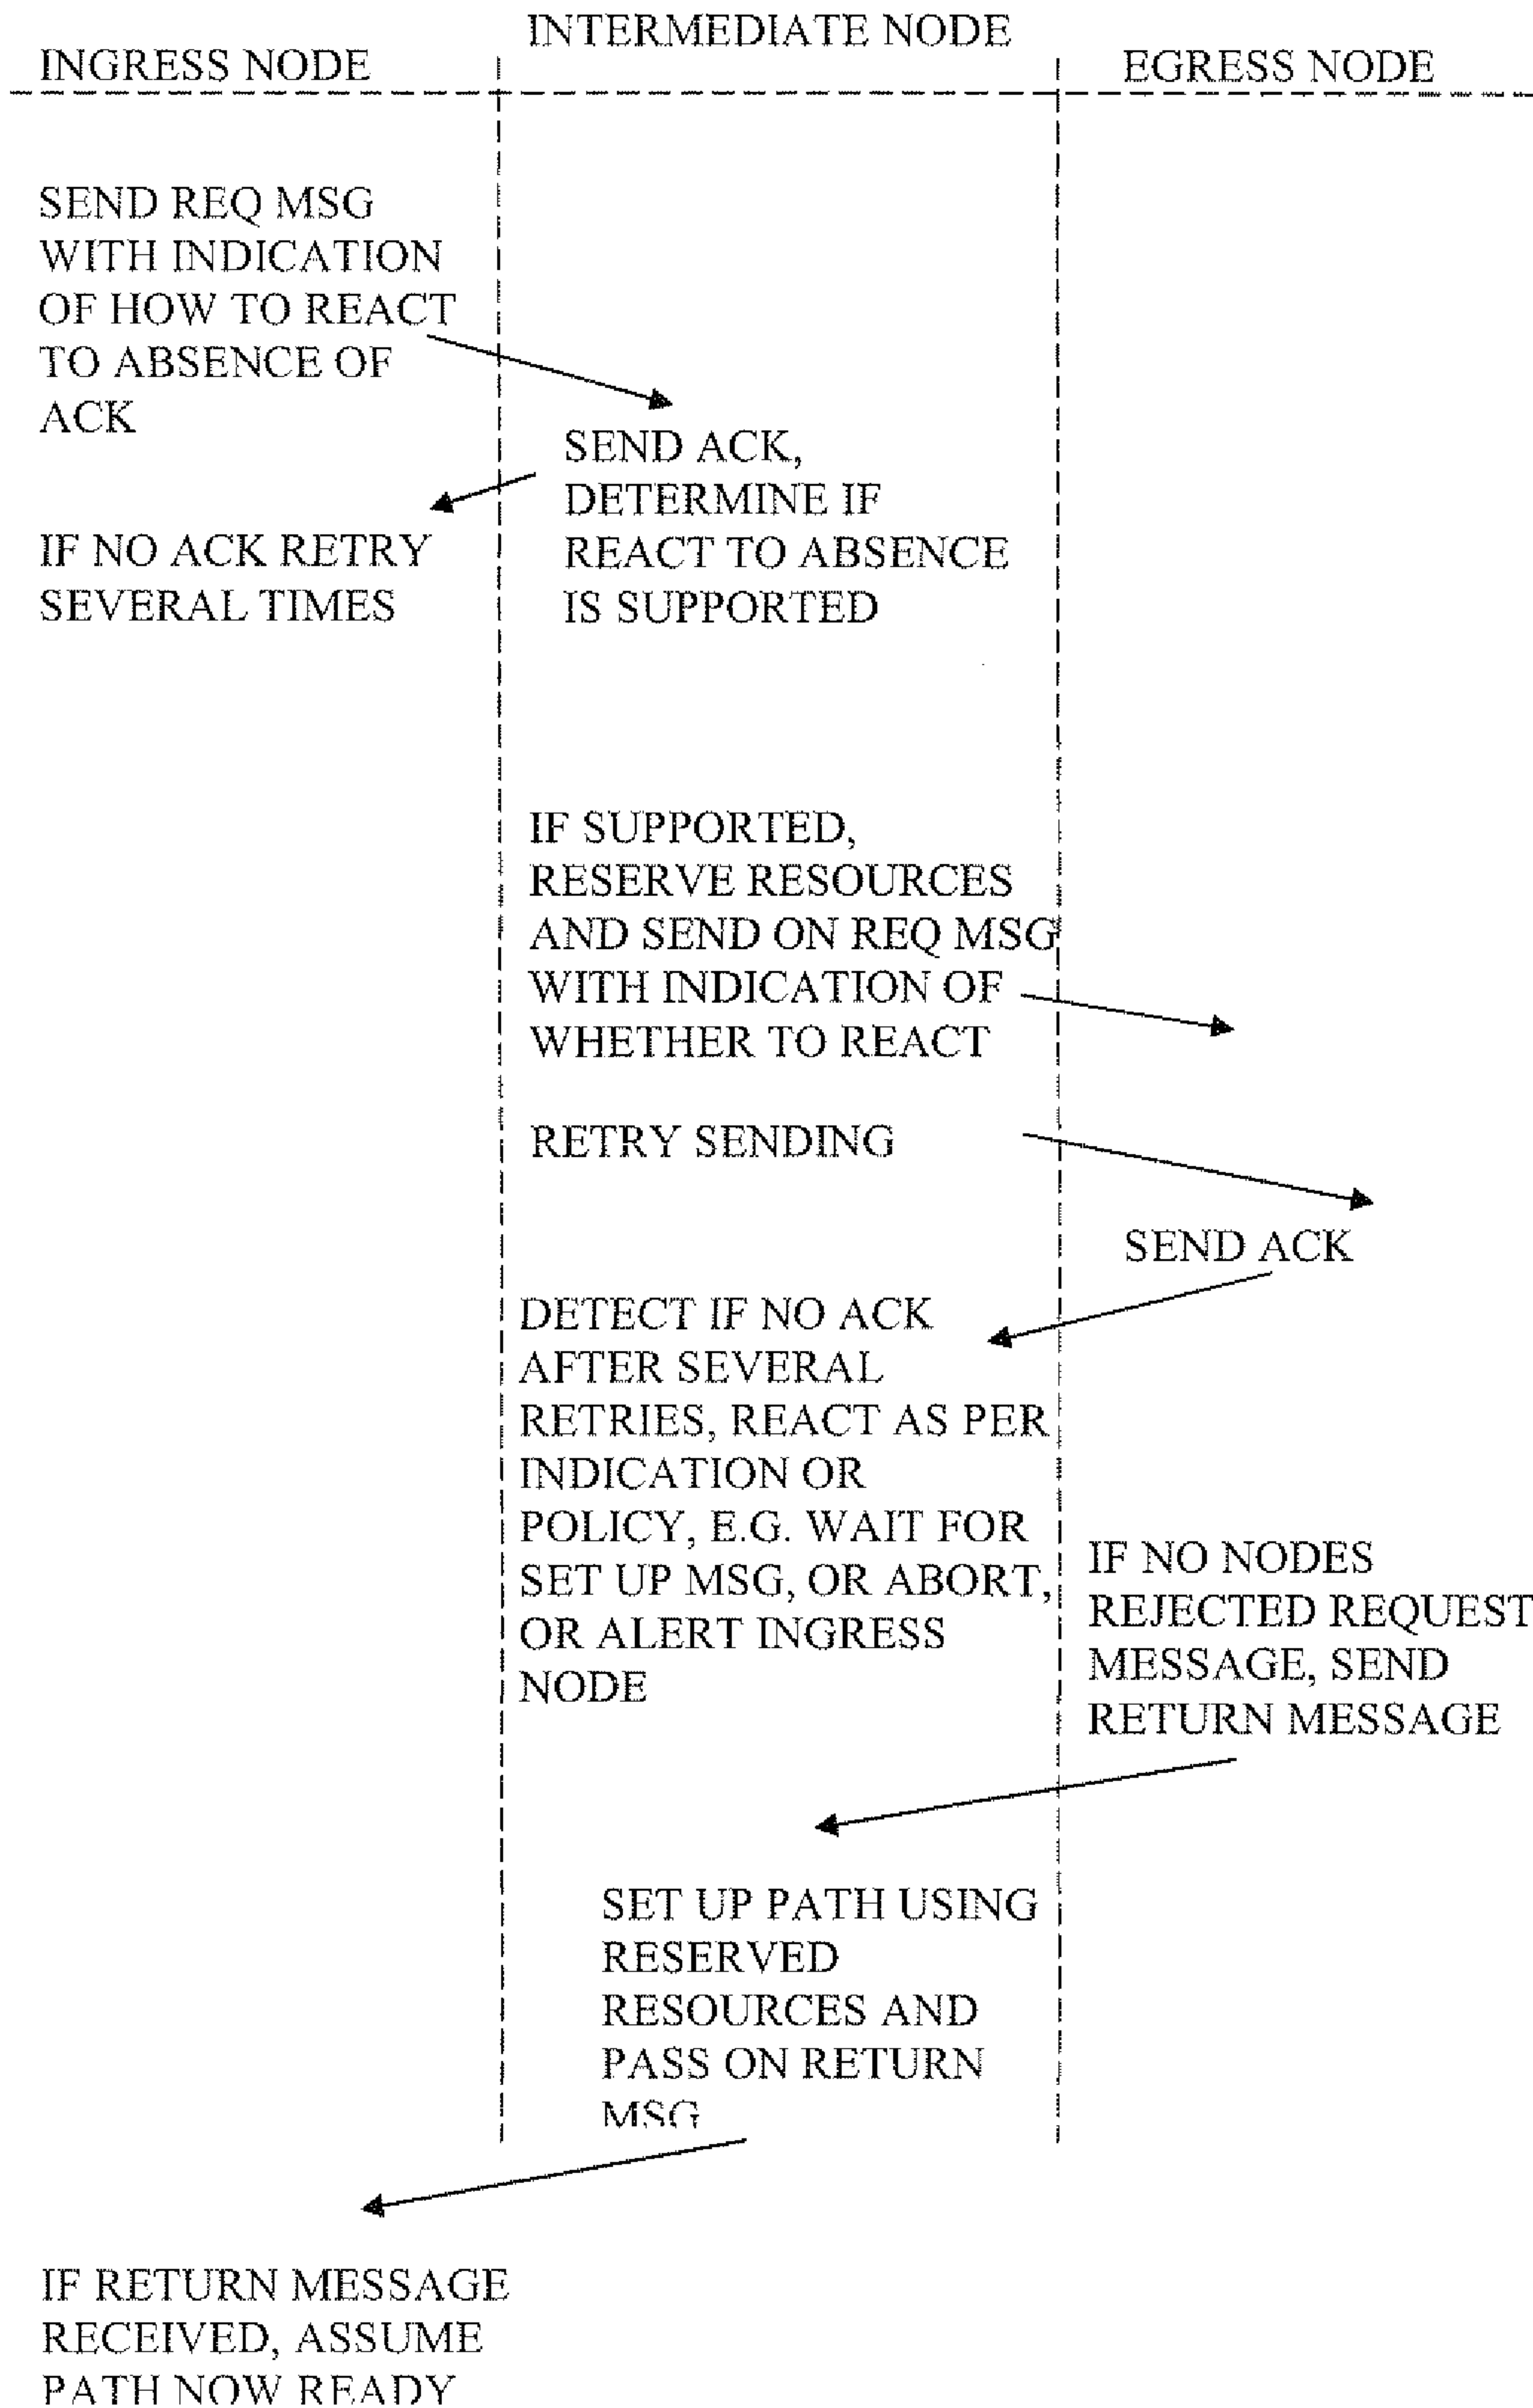 INGRESS NODE
INTERMEDIATE NODE
EGRESS NODE
SEND REQ MSG
WITH INDICATION
OF HOW TO REACT
TO ABSENCE OF
ACK
SEND ACK,
DETERMINE IF
REACT TO ABSENCE
IS SUPPORTED
IF NO ACK RETRY
SEVERAL TIMES
IF SUPPORTED,
RESERVE RESOURCES
AND SEND ON REQ MSG
WITH INDICATION OF
WHETHER TO REACT
RETRY SENDING
SEND ACK
DETECT IF NO ACK
AFTER SEVERAL
RETRIES, REACT AS PER
INDICATION OR
POLICY, E.G. WAIT FOR
SET UP MSG, OR ABORT,
OR ALERT INGRESS
NODE
IF NO NODES
REJECTED REQUEST
MESSAGE, SEND
RETURN MESSAGE
SET UP PATH USING
RESERVED
RESOURCES AND
PASS ON RETURN
MSG
IF RETURN MESSAGE
RECEIVED, ASSUME
PATH NOW READY